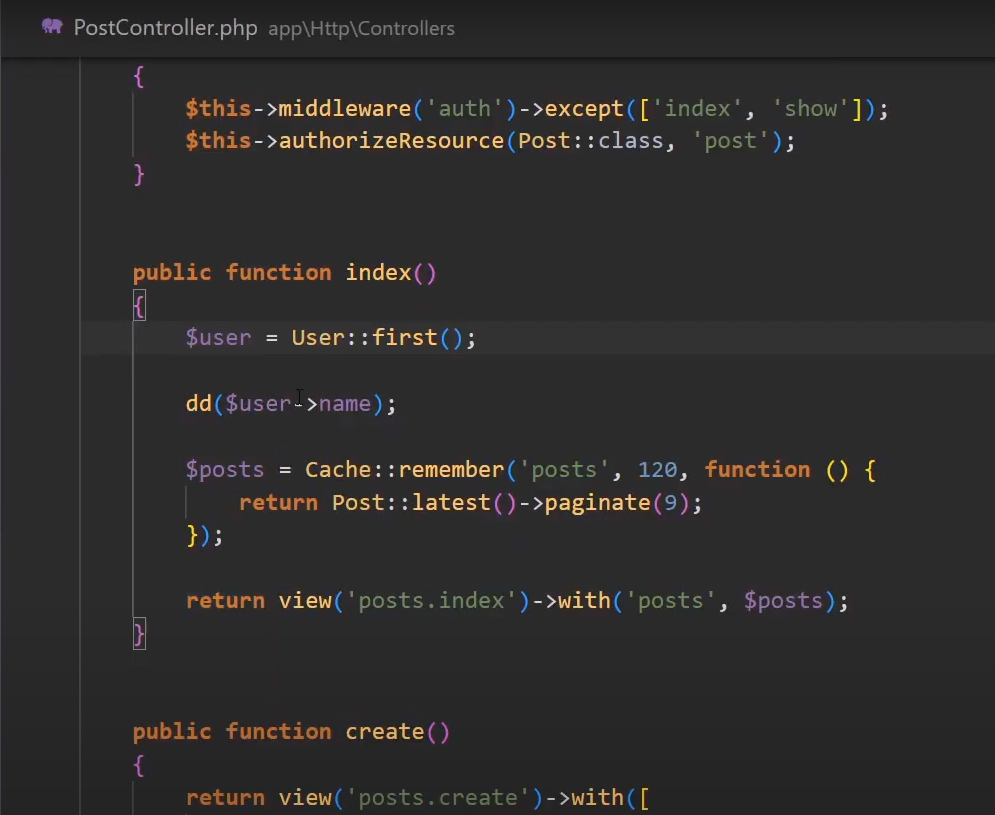 PostController.php app\Http\Controllers
{
$this->middleware('auth')->except(['index', 'show']);
$this->authorizeResource(Post::class, 'post');
}
public function index()
{
$user = User::first();
dd($user->name);
$posts = Cache::remember('posts', 120, function () {
return Post::latest()->paginate(9);
});
return view('posts.index')->with('posts', $posts);
}
public function create()
{
return view('posts.create')->with([